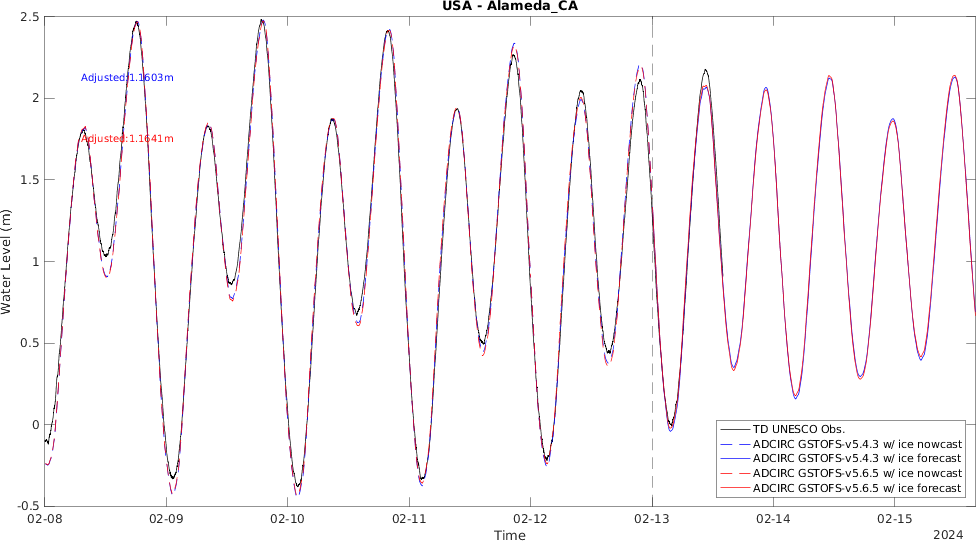 USA - Alameda_CA
2.5
Adjusted:1.1603m
2
Adjusted:1.1641m
1.5
1
Water Level (m)
0.5
0
-0.5
TD UNESCO Obs.
ADCIRC GSTOFS-v5.4.3 w/ ice nowcast
ADCIRC GSTOFS-v5.4.3 w/ ice forecast
ADCIRC GSTOFS-v5.6.5 w/ ice nowcast
ADCIRC GSTOFS-v5.6.5 w/ ice forecast
02-08 02-09 02-10 02-11 02-12 02-13 02-14 02-15
Time
2024